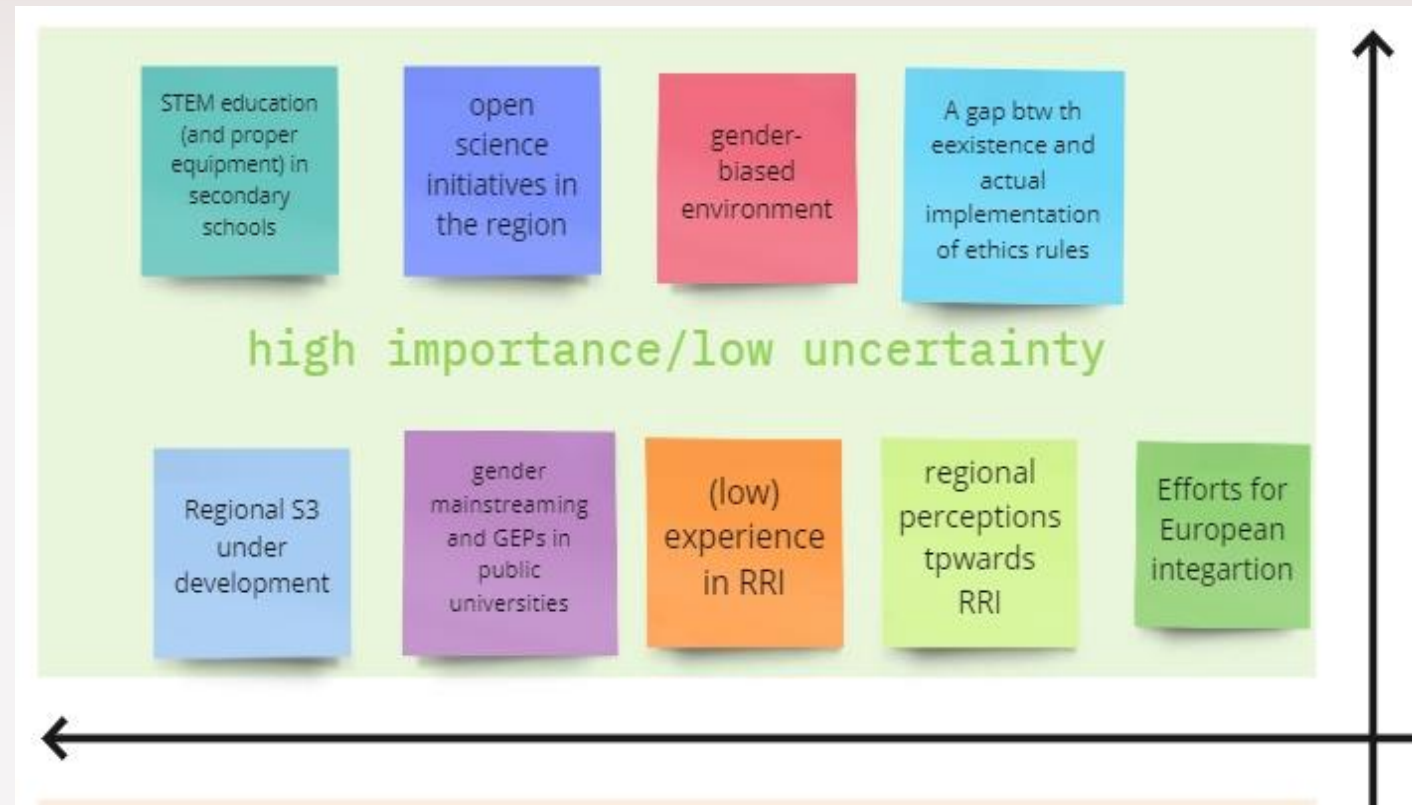 STEM education
(and proper
equipment) in
secondary
schools
open
science
initiatives in
the region
gender-
biased
environment
A gap btw th
eexistence and
actual
implementation
of ethics rules
high importance/low uncertainty
Regional S3
under
development
gender
mainstreaming
and GEPs in
public
universities
(low)
experience
in RRI
regional
perceptions
tpwards
RRI
Efforts for
European
integartion